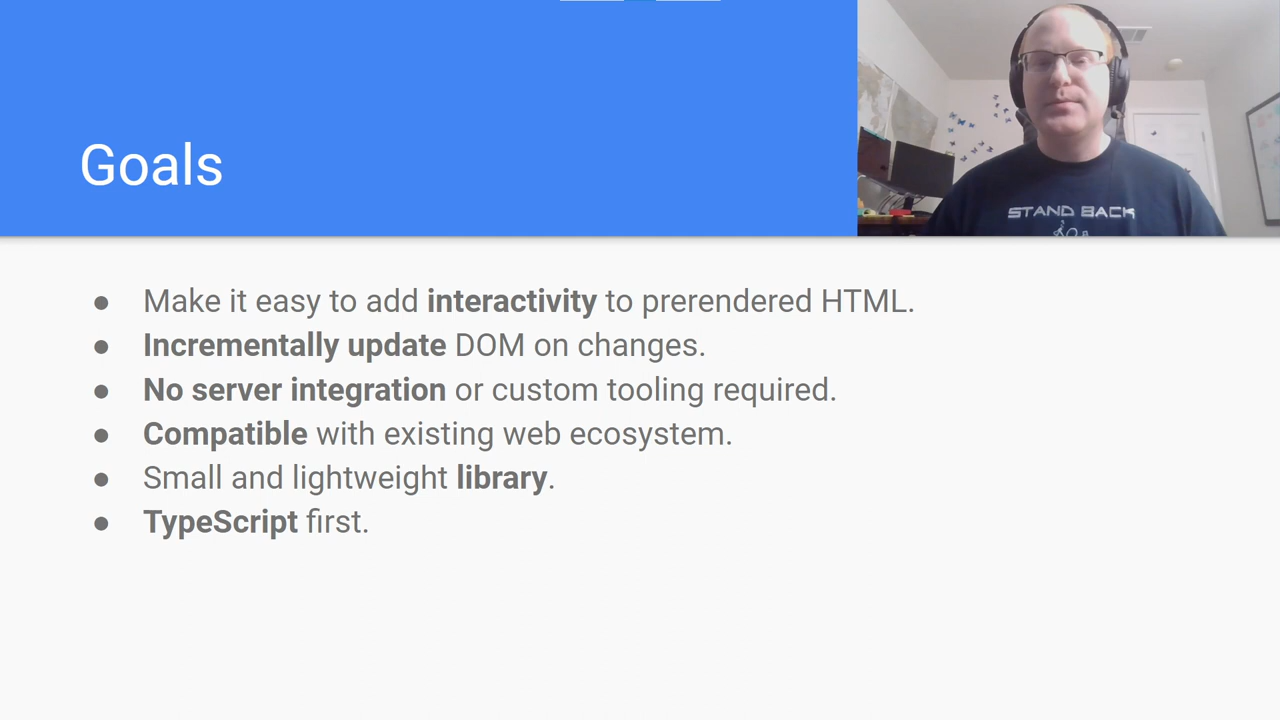 Goals
STAND BACK
● Make it easy to add interactivity to prerendered HTML.
● Incrementally update DOM on changes.
● No server integration or custom tooling required.
● Compatible with existing web ecosystem.
● Small and lightweight library.
● TypeScript first.